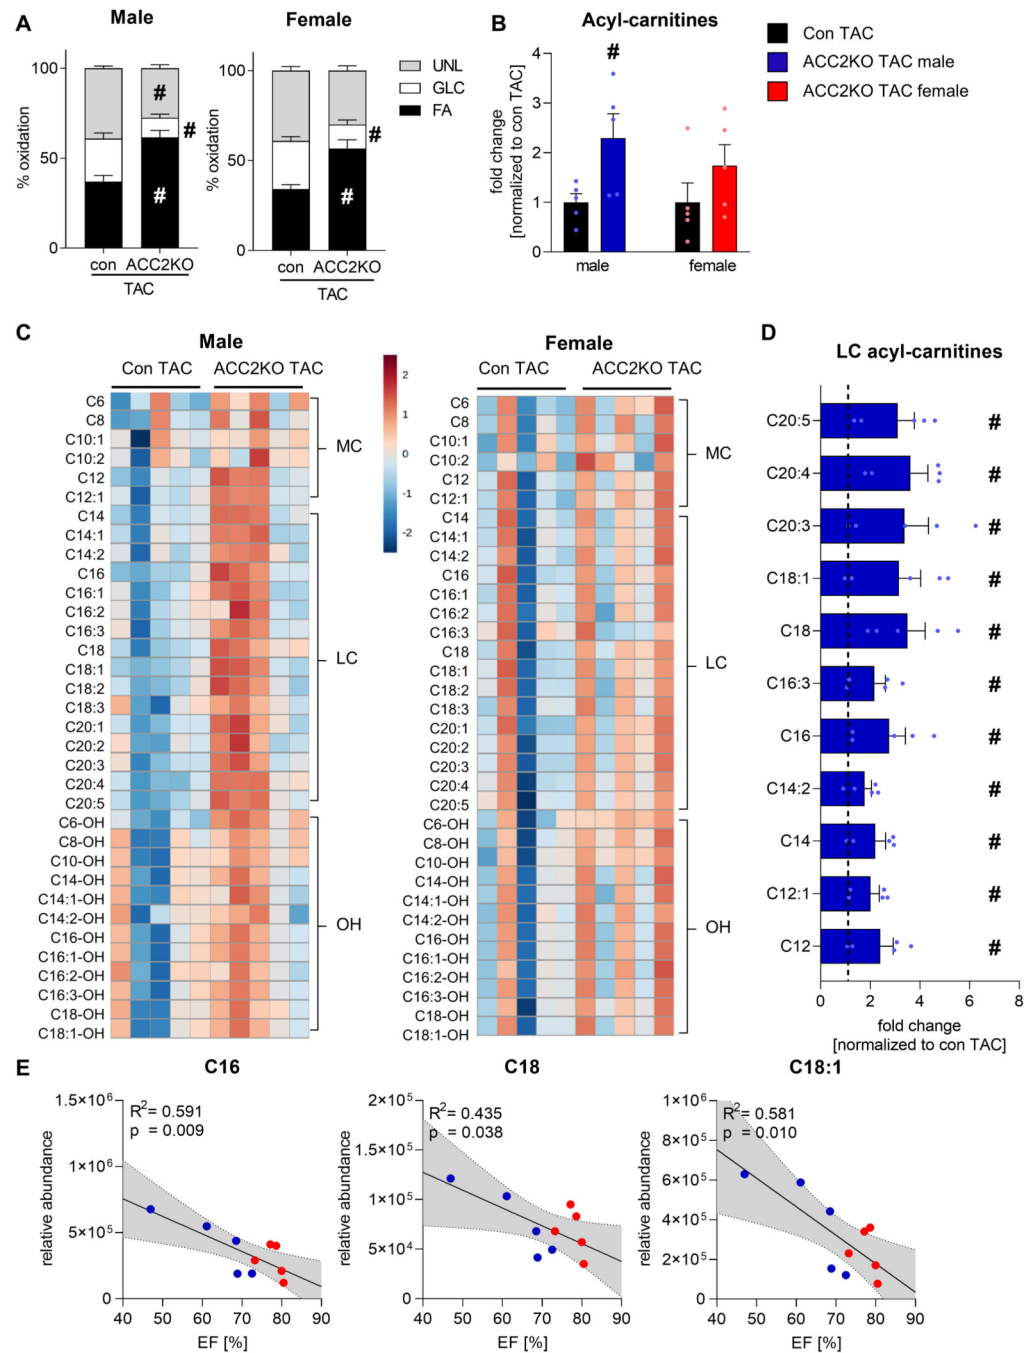 A
Male
Female
% oxidation
100
50
0
#
#
#
con ACC2KO
TAC
% oxidation
100
50
0
#
#
con ACC2KO
TAC
UNL
GLC
FA
B
Acyl-carnitines
fold change
[normalized to con TAC]
4
3
2
1
0
#
male
female
Con TAC
ACC2KO TAC male
ACC2KO TAC female
C
Male
Con TAC ACC2KO TAC
C6
C8
C10:1
C10:2
C12
C12:1
C14
C14:1
C14:2
C16
C16:1
C16:2
C16:3
C18
C18:1
C18:2
C18:3
C20:1
C20:2
C20:3
C20:4
C20:5
C6-OH
C8-OH
C10-OH
C14-OH
C14:1-OH
C14:2-OH
C16-OH
C16:1-OH
C16:2-OH
C16:3-OH
C18-OH
C18:1-OH
MC
LC
OH
2
1
0
-1
-2
Female
Con TAC ACC2KO TAC
C6
C8
C10:1
C10:2
C12
C12:1
C14
C14:1
C14:2
C16
C16:1
C16:2
C16:3
C18
C18:1
C18:2
C18:3
C20:1
C20:2
C20:3
C20:4
C20:5
C6-OH
C8-OH
C10-OH
C14-OH
C14:1-OH
C14:2-OH
C16-OH
C16:1-OH
C16:2-OH
C16:3-OH
C18-OH
C18:1-OH
MC
LC
OH
D
LC acyl-carnitines
C20:5 #
C20:4 #
C20:3 #
C18:1 #
C18 #
C16:3 #
C16 #
C14:2 #
C14 #
C12:1 #
C12 #
0 2 4 6 8
fold change
[normalized to con TAC]
E
C16
relative abundance
1.5×10⁶
1×10⁶
5×10⁵
0
R²= 0.591
p = 0.009
40 50 60 70 80 90
EF [%]
C18
relative abundance
2×10⁵
1.5×10⁵
1×10⁵
5×10⁴
0
R²= 0.435
p = 0.038
40 50 60 70 80 90
EF [%]
C18:1
relative abundance
1×10⁶
8×10⁵
6×10⁵
4×10⁵
2×10⁵
0
R²= 0.581
p = 0.010
40 50 60 70 80 90
EF [%]